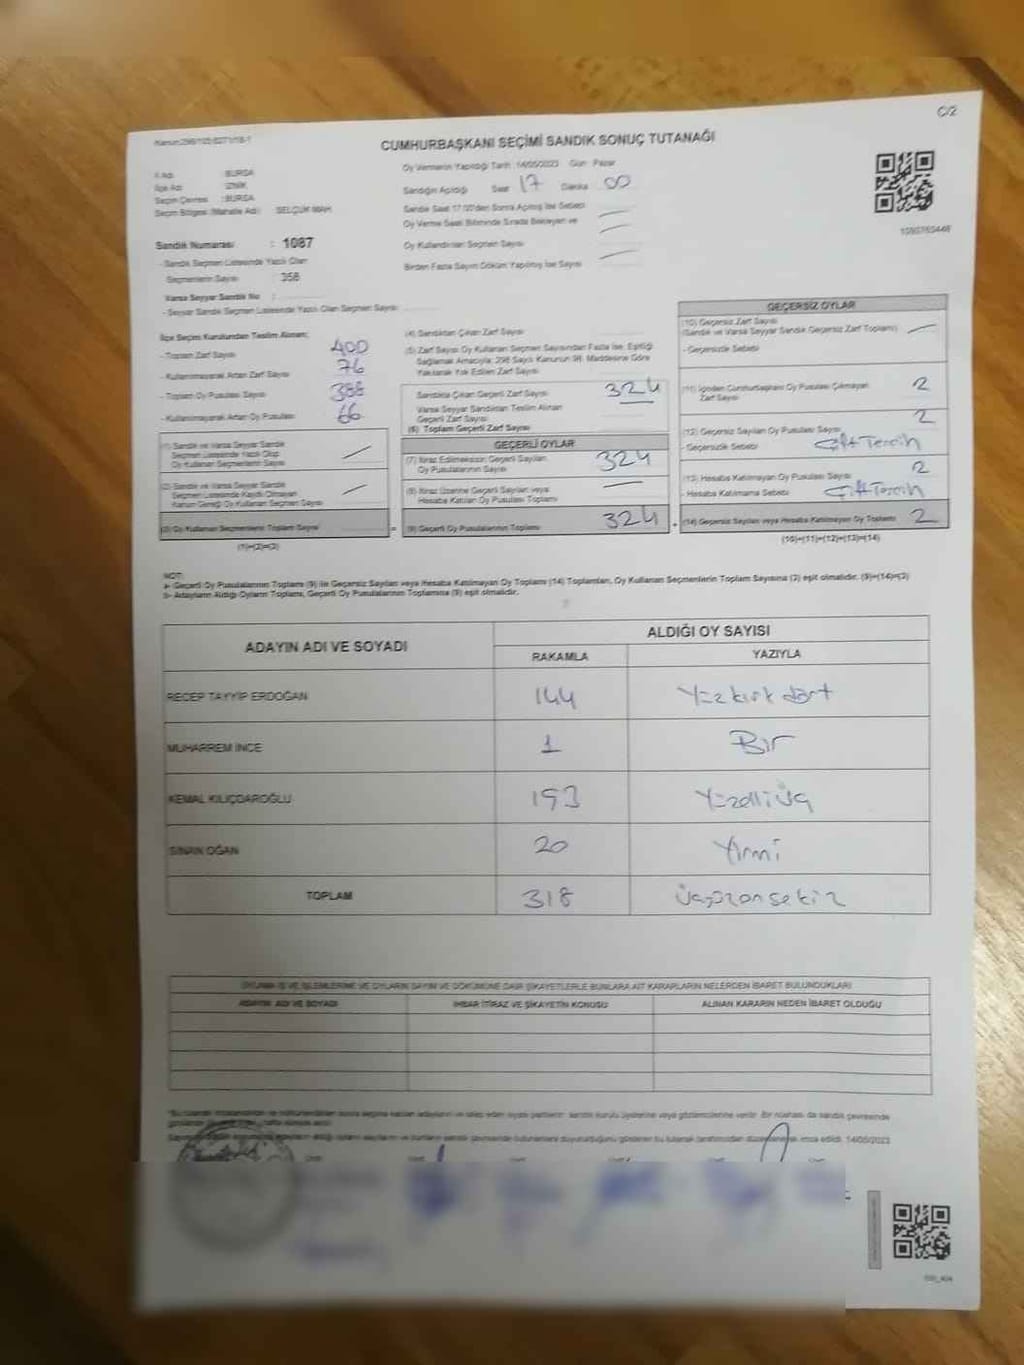 C/2
CUMHURBAŞKANI SEÇİMİ SANDIK SONUÇ TUTANAĞI
İl Adı : BURSA
İlçe Adı : İZNİK
Seçim Çevresi : BURSA
Seçim Bölgesi (Mahalle Adı) : SELÇUK MAH.
Oy Vermenin Yapıldığı Tarih : 14/05/2023 Gün : Pazar
Sandığın Açıldığı Saat 17 Dakika 00
Sandık Saat 17:00'den Sonra Açılmış İse Sebebi
Oy Verme Saati Bitiminde Sırada Bekleyen ve
Oy Kullandırılan Seçmen Sayısı
Birden Fazla Sayım Döküm Yapılmış İse Sayısı
Sandık Numarası : 1087
- Sandık Seçmen Listesinde Yazılı Olan
Seçmenlerin Sayısı : 358
Varsa Seyyar Sandık No :
- Seyyar Sandık Seçmen Listesinde Yazılı Olan Seçmen Sayısı
İlçe Seçim Kurulundan Teslim Alınan;
- Toplam Zarf Sayısı 400
- Kullanılmayarak Artan Zarf Sayısı 76
- Toplam Oy Pusulası Sayısı 388
- Kullanılmayarak Artan Oy Pusulası 66
(1) Sandık ve Varsa Seyyar Sandık
Seçmen Listesinde Yazılı Olup
Oy Kullanan Seçmenlerin Sayısı
(2) Sandık ve Varsa Seyyar Sandık
Seçmen Listesinde Kaydı Olmayan
Kanun Gereği Oy Kullanan Seçmen Sayısı
(3) Oy Kullanan Seçmenlerin Toplam Sayısı
(1)+(2)=(3)
(4) Sandıktan Çıkan Zarf Sayısı
(5) Zarf Sayısı Oy Kullanan Seçmen Sayısından Fazla İse, Eşitliği
Sağlamak Amacıyla; 298 Sayılı Kanunun 98. Maddesine Göre
Yakılarak Yok Edilen Zarf Sayısı
Sandıkta Çıkan Geçerli Zarf Sayısı 324
Varsa Seyyar Sandıktan Teslim Alınan
Geçerli Zarf Sayısı
(6) Toplam Geçerli Zarf Sayısı
GEÇERLİ OYLAR
(7) İtiraz Edilmeksizin Geçerli Sayılan
Oy Pusulalarının Sayısı 324
(8) İtiraz Üzerine Geçerli Sayılan veya
Hesaba Katılan Oy Pusulası Toplamı
(9) Geçerli Oy Pusulalarının Toplamı 324
GEÇERSİZ OYLAR
(10) Geçersiz Zarf Sayısı
(Sandık ve Varsa Seyyar Sandık Geçersiz Zarf Toplamı)
- Geçersizlik Sebebi
(11) İçinden Cumhurbaşkanı Oy Pusulası Çıkmayan
Zarf Sayısı 2
(12) Geçersiz Sayılan Oy Pusulası Sayısı 2
- Geçersizlik Sebebi Çift Tercih
(13) Hesaba Katılmayan Oy Pusulası Sayısı 2
- Hesaba Katılmama Sebebi Çift Tercih
(14) Geçersiz Sayılan veya Hesaba Katılmayan Oy Toplamı 2
(10)+(11)+(12)+(13)=(14)
NOT:
a- Geçerli Oy Pusulalarının Toplamı (9) ile Geçersiz Sayılan veya Hesaba Katılmayan Oy Toplamı (14) Toplamları, Oy Kullanan Seçmenlerin Toplam Sayısına (3) eşit olmalıdır. (9)+(14)=(3)
b- Adayların Aldığı Oyların Toplamı, Geçerli Oy Pusulalarının Toplamına (9) eşit olmalıdır.
ADAYIN ADI VE SOYADI
ALDIĞI OY SAYISI
RAKAMLA YAZIYLA
RECEP TAYYİP ERDOĞAN 144 Yüzkırk dört
MUHARREM İNCE 1 Bir
KEMAL KILIÇDAROĞLU 153 Yüzelli üç
SİNAN OĞAN 20 Yirmi
TOPLAM 318 Üçyüzonsekiz
OYLAMA İŞ VE İŞLEMLERİNE VE OYLARIN SAYIM VE DÖKÜMÜNE DAİR ŞİKAYETLERLE BUNLARA AİT KARARLARIN NELERDEN İBARET BULUNDUKLARI
ADAYIN ADI VE SOYADI İHBAR İTİRAZ VE ŞİKAYETİN KONUSU ALINAN KARARIN NEDEN İBARET OLDUĞU